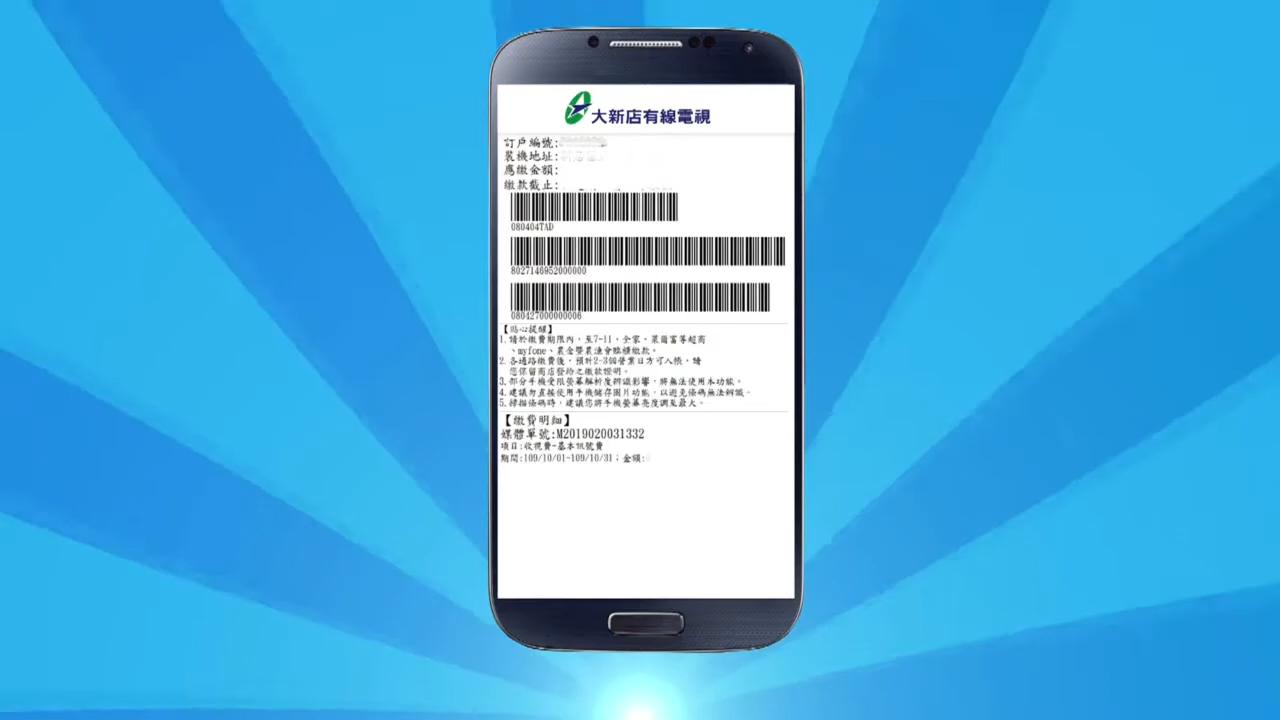 大新店有線電視
訂戶編號:
裝機地址:
應繳金額:
繳款截止:
080404TAD
8027146952000000
080427000000006
【貼心提醒】
1.請於繳費期限內，至7-11、全家、萊爾富等超商
、myfone、農金暨農漁會臨櫃繳款。
2.各通路繳費後，預計2-3個營業日方可入帳，請
您保留商店發給之繳款證明。
3.部分手機受限螢幕解析度辨識影響，將無法使用本功能。
4.建議勿直接使用手機儲存圖片功能，以避免條碼無法辨識。
5.掃描條碼時，建議您將手機螢幕亮度調至最大。
【繳費明細】
媒體單號:M2019020031332
項目:收視費-基本訊號費
期間:109/10/01~109/10/31；金額: